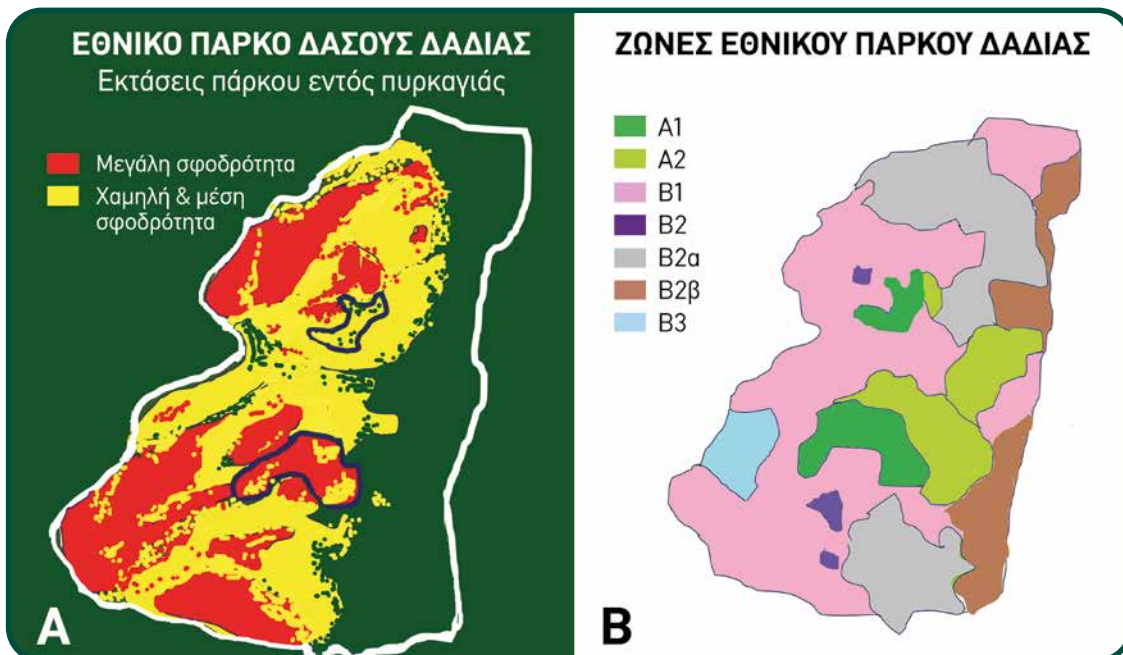 ΕΘΝΙΚΟ ΠΑΡΚΟ ΔΑΣΟΥΣ ΔΑΔΙΑΣ
Εκτάσεις πάρκου εντός πυρκαγιάς
Μεγάλη σφοδρότητα
Χαμηλή & μέση
σφοδρότητα
A
ΖΩΝΕΣ ΕΘΝΙΚΟΥ ΠΑΡΚΟΥ ΔΑΔΙΑΣ
A1
A2
B1
B2
B2α
B2β
B3
B